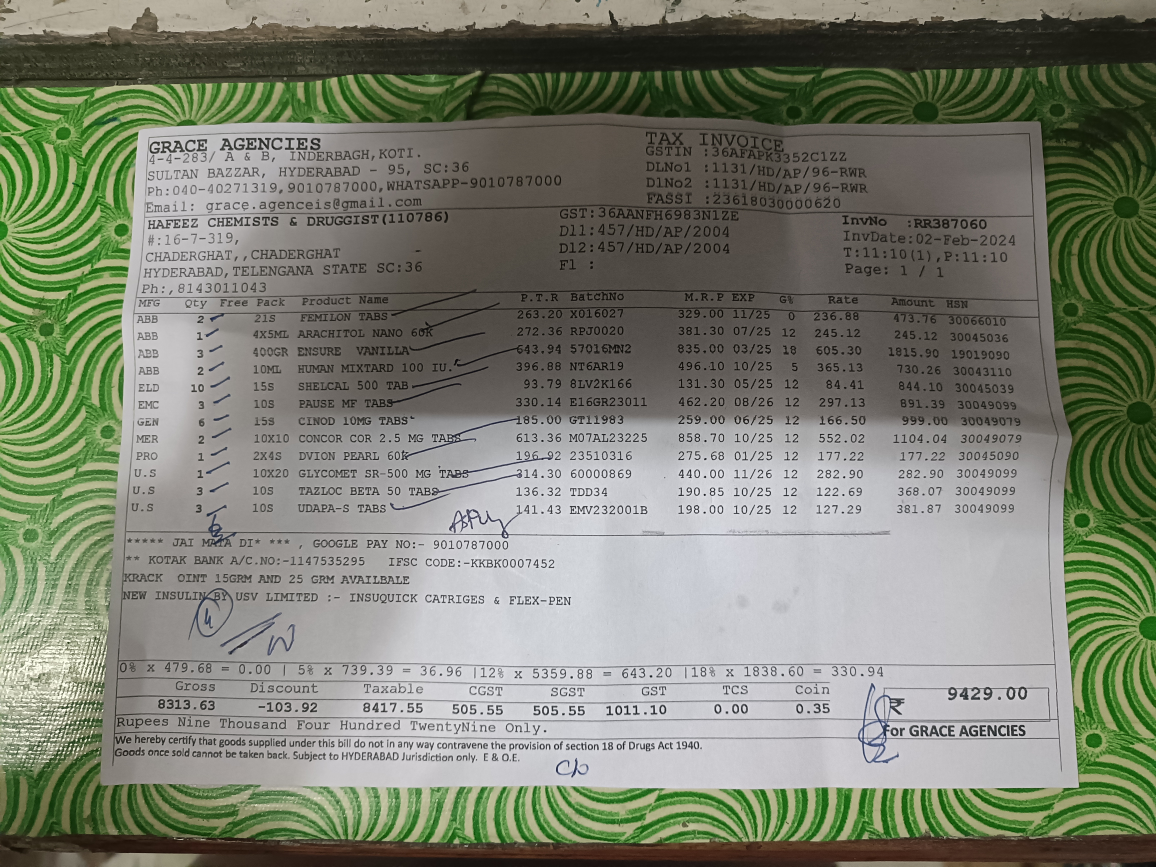 GRACE AGENCIES
4-4-283/ A & B, INDERBAGH,KOTI.
SULTAN BAZZAR, HYDERABAD - 95, SC:36
Ph:040-40271319,9010787000,WHATSAPP-9010787000
Email: grace.agenceis@gmail.com
TAX INVOICE
GSTIN :36AFAPK3352C1ZZ
DLNo1 :1131/HD/AP/96-RWR
DlNo2 :1131/HD/AP/96-RWR
FASSI :23618030000620
HAFEEZ CHEMISTS & DRUGGIST(110786)
#:16-7-319,
CHADERGHAT,,CHADERGHAT
HYDERABAD,TELENGANA STATE SC:36
Ph:,8143011043
GST:36AANFH6983N1ZE
Dl1:457/HD/AP/2004
Dl2:457/HD/AP/2004
Fl :
InvNo :RR387060
InvDate:02-Feb-2024
T:11:10(1),P:11:10
Page: 1 / 1
MFG Qty Free Pack Product Name P.T.R BatchNo M.R.P EXP G% Rate Amount HSN
ABB 2 21S FEMILON TABS 263.20 X016027 329.00 11/25 0 236.88 473.76 30066010
ABB 1 4X5ML ARACHITOL NANO 60K 272.36 RPJ0020 381.30 07/25 12 245.12 245.12 30045036
ABB 3 400GR ENSURE VANILLA 643.94 57016MN2 835.00 03/25 18 605.30 1815.90 19019090
ABB 2 10ML HUMAN MIXTARD 100 IU. 396.88 NT6AR19 496.10 10/25 5 365.13 730.26 30043110
ELD 10 15S SHELCAL 500 TAB 93.79 8LV2K166 131.30 05/25 12 84.41 844.10 30045039
EMC 3 10S PAUSE MF TABS 330.14 E16GR23011 462.20 08/26 12 297.13 891.39 30049099
GEN 6 15S CINOD 10MG TABS 185.00 GT11983 259.00 06/25 12 166.50 999.00 30049079
MER 2 10X10 CONCOR COR 2.5 MG TABS 613.36 M07AL23225 858.70 10/25 12 552.02 1104.04 30049079
PRO 1 2X4S DVION PEARL 60K 196.92 23510316 275.68 01/25 12 177.22 177.22 30045090
U.S 1 10X20 GLYCOMET SR-500 MG TABS 314.30 60000869 440.00 11/26 12 282.90 282.90 30049099
U.S 3 10S TAZLOC BETA 50 TABS 136.32 TDD34 190.85 10/25 12 122.69 368.07 30049099
U.S 3 10S UDAPA-S TABS 141.43 EMV232001B 198.00 10/25 12 127.29 381.87 30049099
***** JAI MATA DI* *** , GOOGLE PAY NO:- 9010787000
** KOTAK BANK A/C.NO:-1147535295 IFSC CODE:-KKBK0007452
KRACK OINT 15GRM AND 25 GRM AVAILBALE
NEW INSULIN BY USV LIMITED :- INSUQUICK CATRIGES & FLEX-PEN
0% x 479.68 = 0.00 | 5% x 739.39 = 36.96 |12% x 5359.88 = 643.20 |18% x 1838.60 = 330.94
Gross Discount Taxable CGST SGST GST TCS Coin
8313.63 -103.92 8417.55 505.55 505.55 1011.10 0.00 0.35
₹ 9429.00
Rupees Nine Thousand Four Hundred TwentyNine Only.
For GRACE AGENCIES
We hereby certify that goods supplied under this bill do not in any way contravene the provision of section 18 of Drugs Act 1940.
Goods once sold cannot be taken back. Subject to HYDERABAD Jurisdiction only. E & O.E.